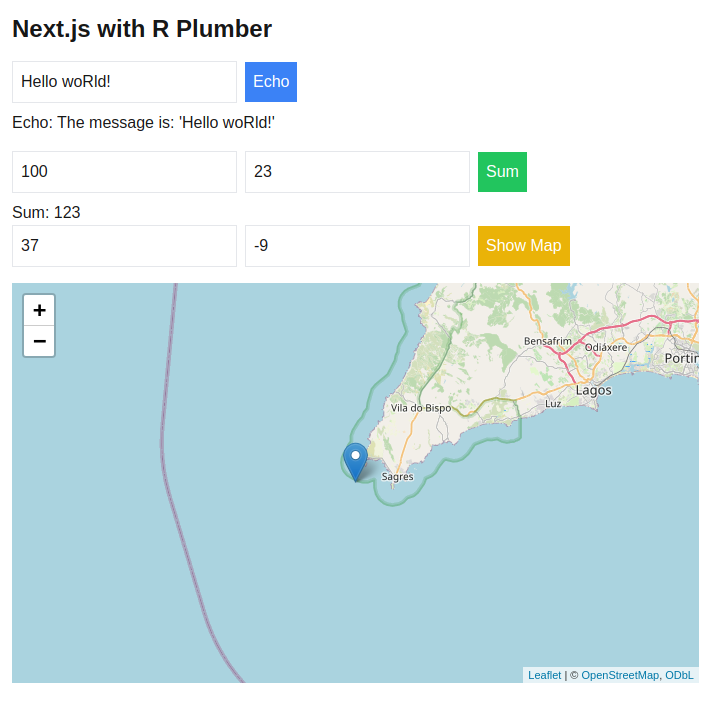 Next.js with R Plumber
Hello woRld! Echo
Echo: The message is: 'Hello woRld!'
100 23 Sum
Sum: 123
37 -9 Show Map
+
−
Bensafrim
Odiáxere
Portim
Lagos
Luz
Vila do Bispo
Sagres
Leaflet | © OpenStreetMap, ODbL